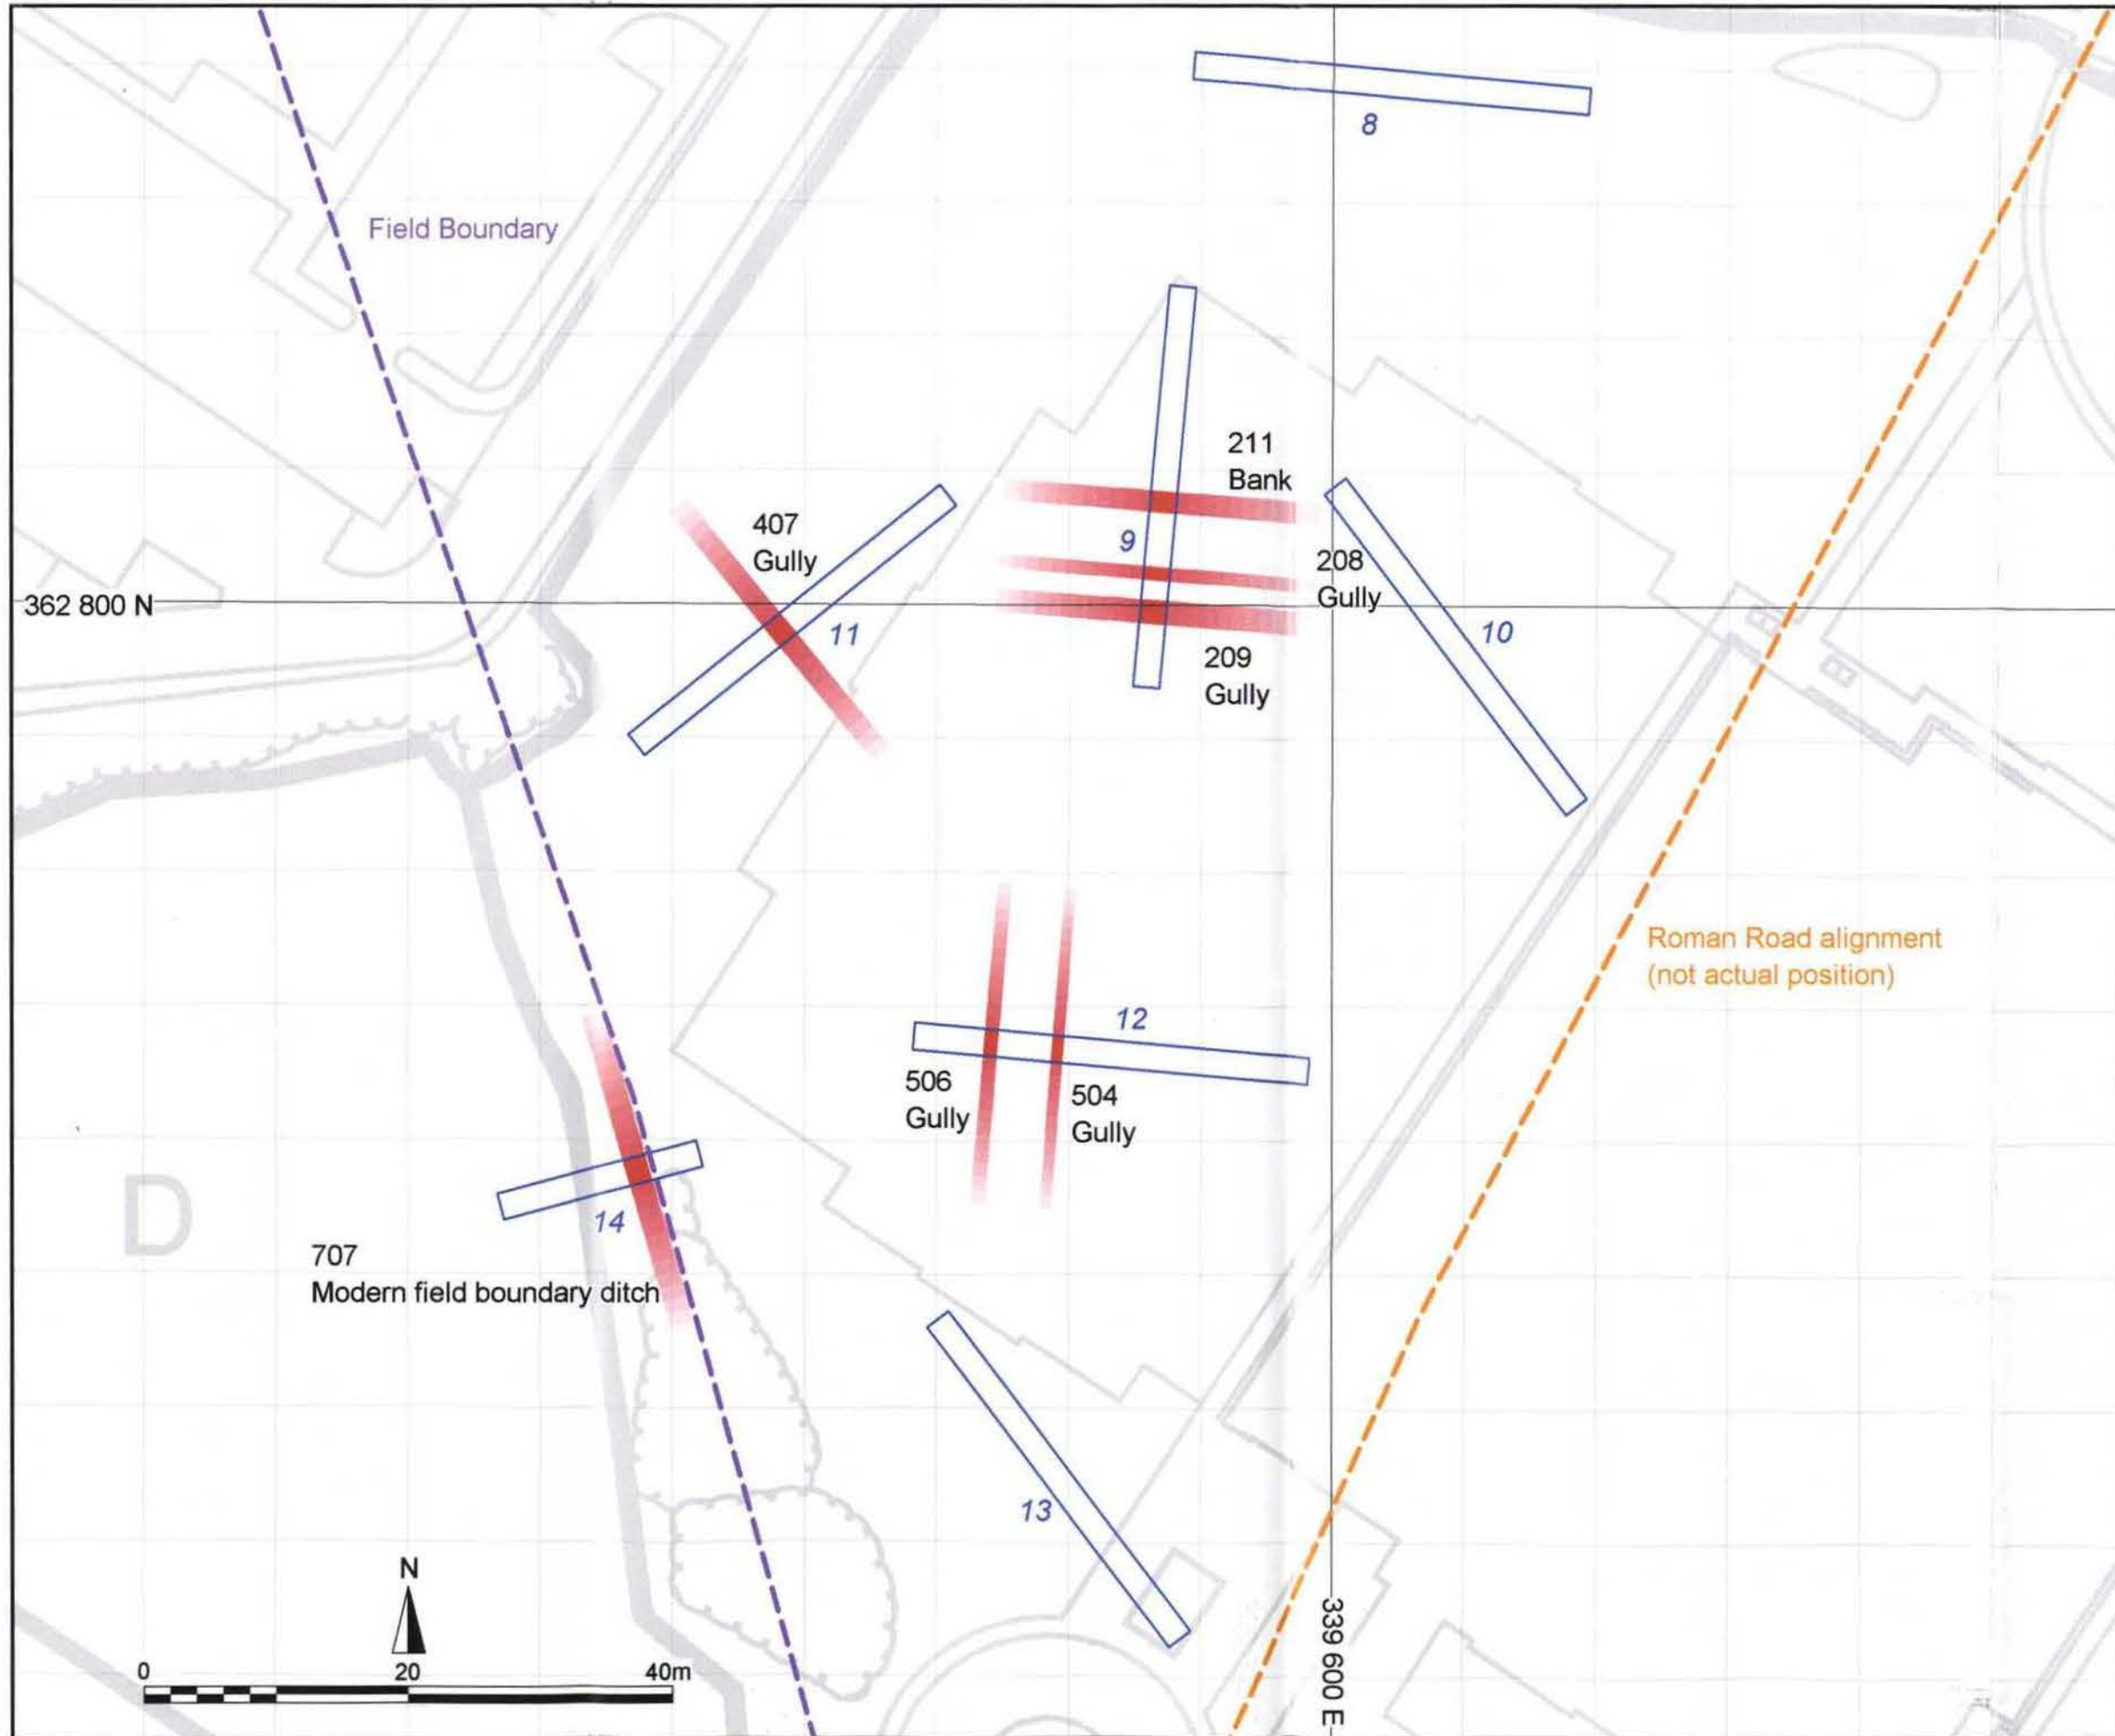 8
Field Boundary
211
Bank
407
Gully
9
208
Gully
362 800 N
11
10
209
Gully
Roman Road alignment
(not actual position)
12
506
Gully
504
Gully
D
14
707
Modern field boundary ditch
13
N
0 20 40m
339 600 E